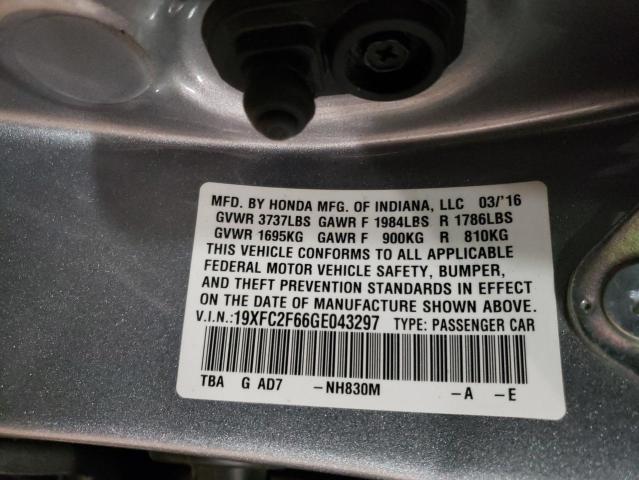 MFD. BY HONDA MFG. OF INDIANA, LLC 03/'16
GVWR 3737LBS GAWR F 1984LBS R 1786LBS
GVWR 1695KG GAWR F 900KG R 810KG
THIS VEHICLE CONFORMS TO ALL APPLICABLE
FEDERAL MOTOR VEHICLE SAFETY, BUMPER,
AND THEFT PREVENTION STANDARDS IN EFFECT
ON THE DATE OF MANUFACTURE SHOWN ABOVE.
V.I.N.:19XFC2F66GE043297 TYPE: PASSENGER CAR
TBA G AD7 -NH830M -A -E